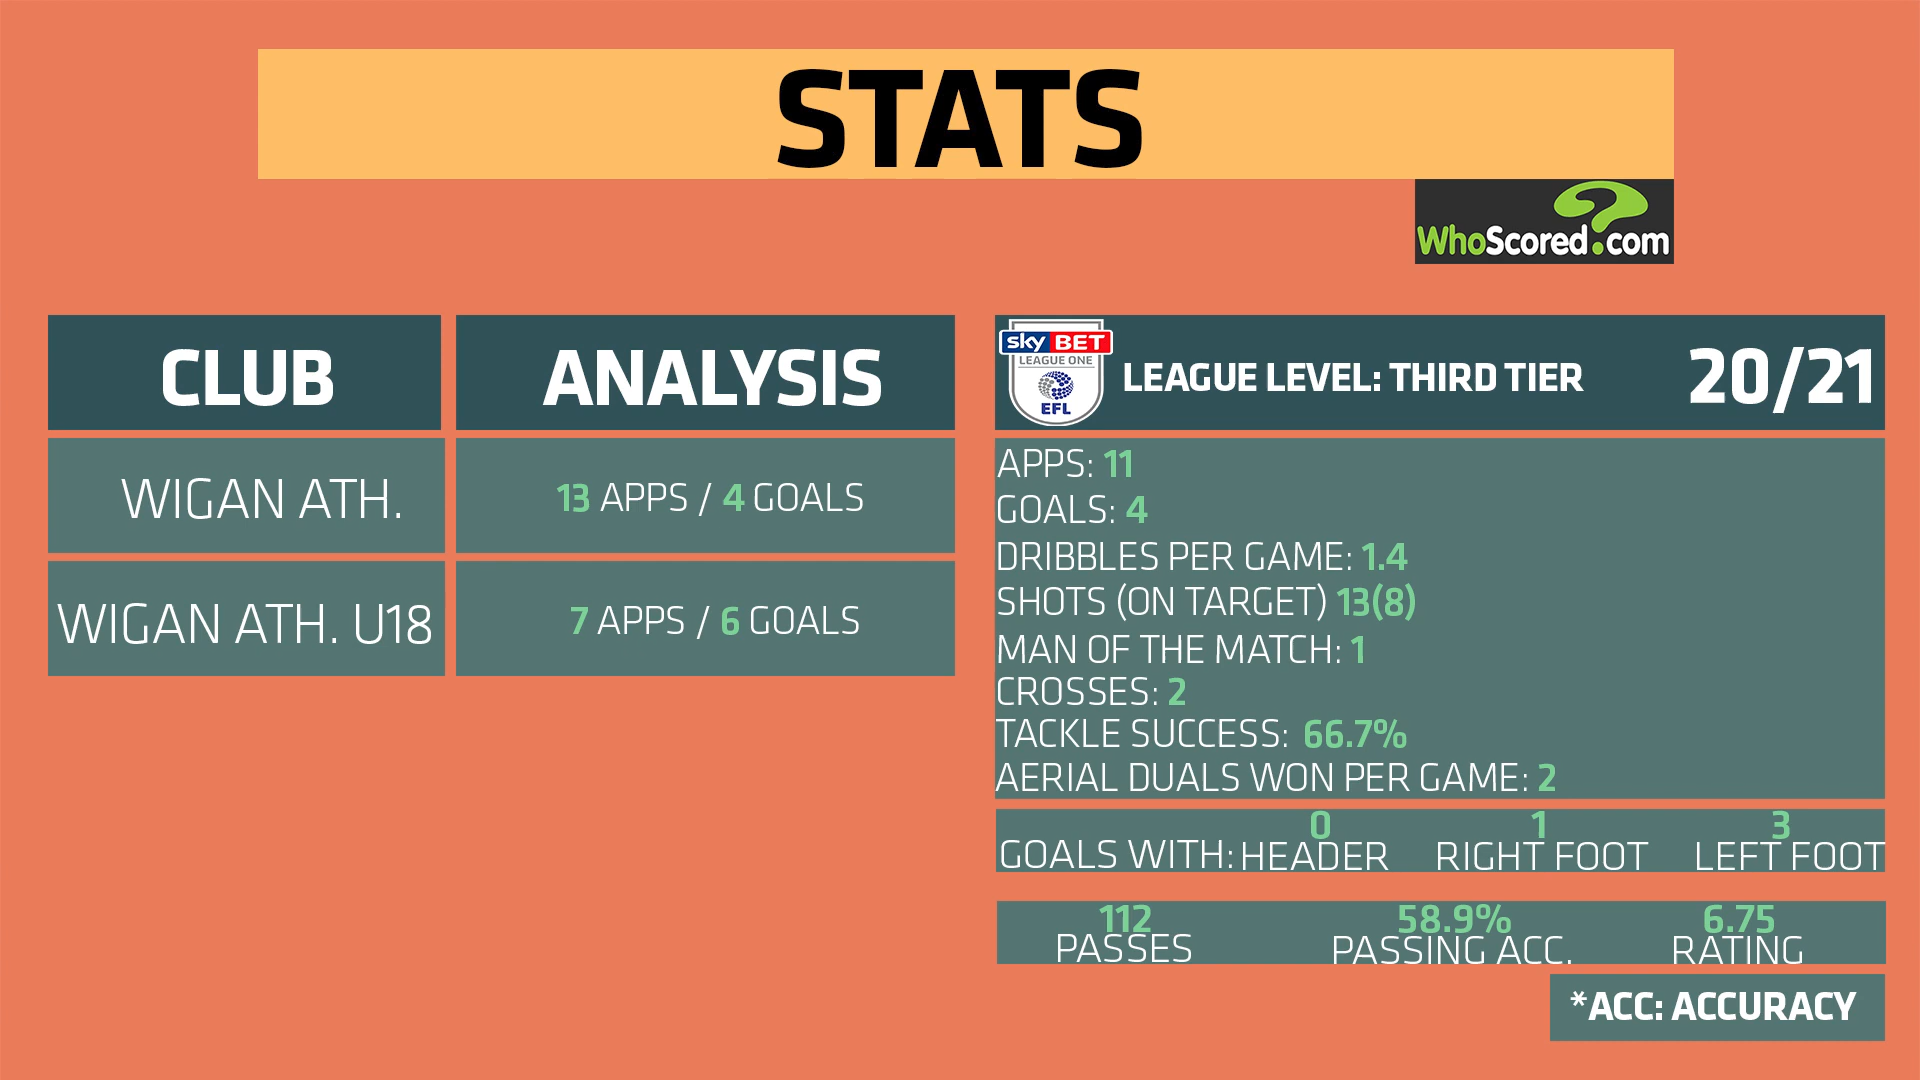 STATS
WhoScored.com
CLUB
ANALYSIS
WIGAN ATH.
13 APPS / 4 GOALS
WIGAN ATH. U18
7 APPS / 6 GOALS
sky BET
LEAGUE ONE
EFL
LEAGUE LEVEL: THIRD TIER
20/21
APPS: 11
GOALS: 4
DRIBBLES PER GAME: 1.4
SHOTS (ON TARGET) 13(8)
MAN OF THE MATCH: 1
CROSSES: 2
TACKLE SUCCESS: 66.7%
AERIAL DUALS WON PER GAME: 2
0 1 3
GOALS WITH: HEADER RIGHT FOOT LEFT FOOT
112 58.9% 6.75
PASSES PASSING ACC. RATING
*ACC: ACCURACY